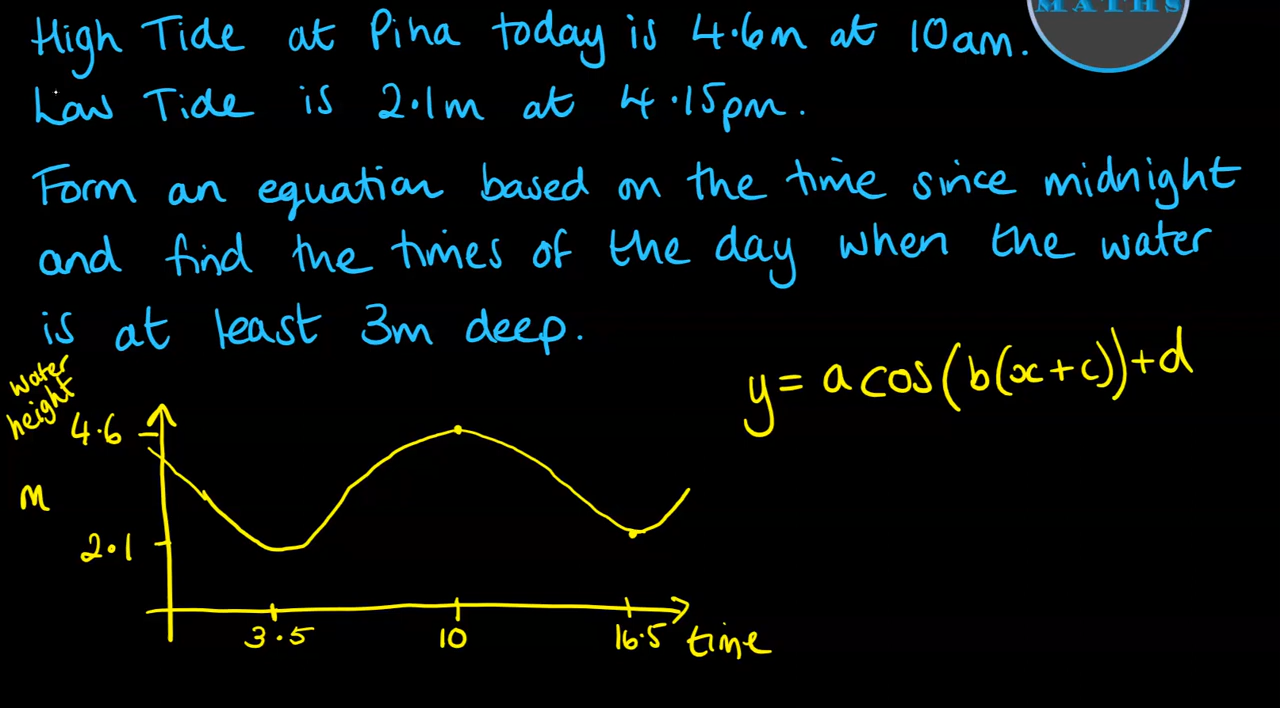 MATHS
High Tide at Piha today is 4.6m at 10am.
Low Tide is 2.1m at 4.15pm.
Form an equation based on the time since midnight
and find the times of the day when the water
is at least 3m deep.
y = a cos(b(x+c))+d
water
height
4.6
M
2.1
3.5 10 16.5 time